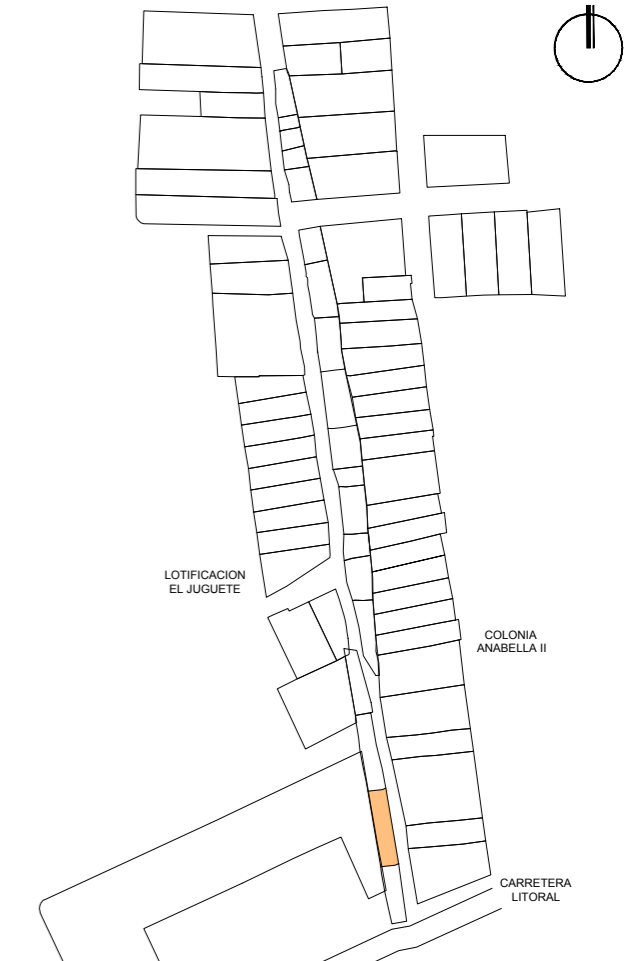 LOTIFICACION
EL JUGUETE
COLONIA
ANABELLA II
CARRETERA
LITORAL